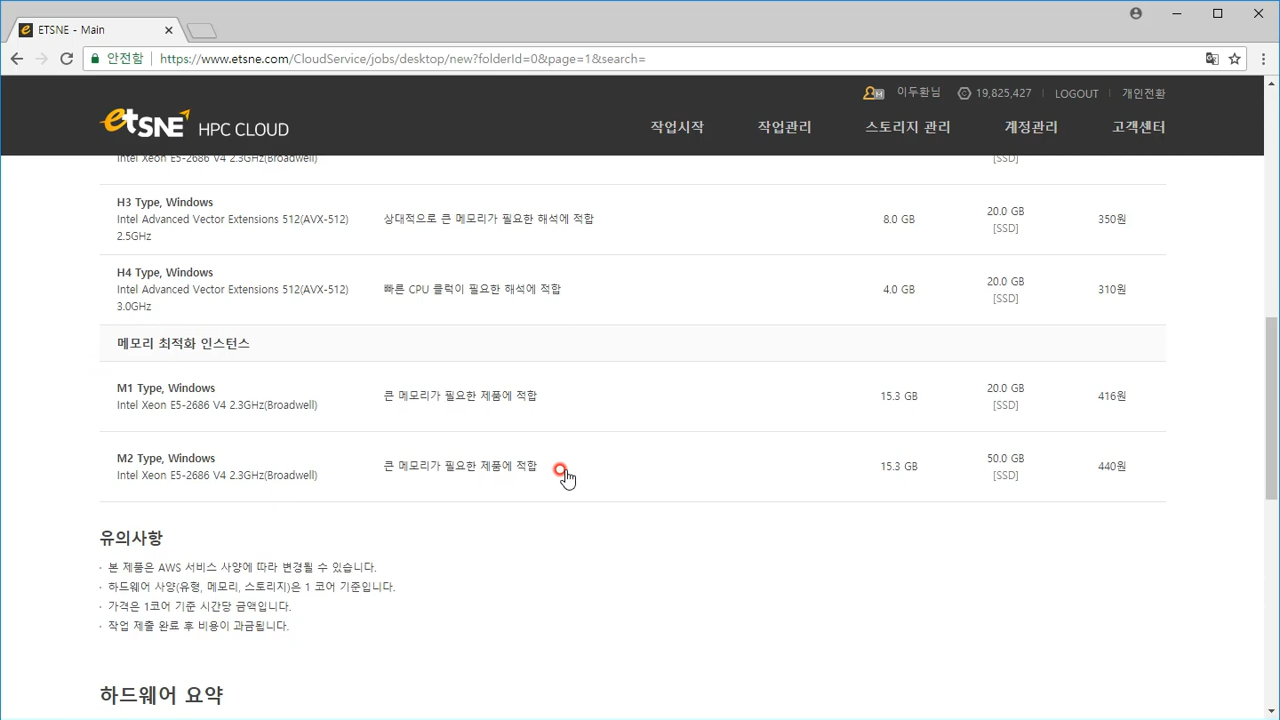 ETSNE - Main
안전함 https://www.etsne.com/CloudService/jobs/desktop/new?folderId=0&page=1&search=
이두환님 19,825,427 LOGOUT 개인전환
etSNE HPC CLOUD
작업시작 작업관리 스토리지 관리 계정관리 고객센터
Intel Xeon E5-2686 V4 2.3GHz(Broadwell) [SSD]
H3 Type, Windows
Intel Advanced Vector Extensions 512(AVX-512)
2.5GHz
상대적으로 큰 메모리가 필요한 해석에 적합
8.0 GB
20.0 GB
[SSD]
350원
H4 Type, Windows
Intel Advanced Vector Extensions 512(AVX-512)
3.0GHz
빠른 CPU 클럭이 필요한 해석에 적합
4.0 GB
20.0 GB
[SSD]
310원
메모리 최적화 인스턴스
M1 Type, Windows
Intel Xeon E5-2686 V4 2.3GHz(Broadwell)
큰 메모리가 필요한 제품에 적합
15.3 GB
20.0 GB
[SSD]
416원
M2 Type, Windows
Intel Xeon E5-2686 V4 2.3GHz(Broadwell)
큰 메모리가 필요한 제품에 적합
15.3 GB
50.0 GB
[SSD]
440원
유의사항
· 본 제품은 AWS 서비스 사양에 따라 변경될 수 있습니다.
· 하드웨어 사양(유형, 메모리, 스토리지)은 1 코어 기준입니다.
· 가격은 1코어 기준 시간당 금액입니다.
· 작업 제출 완료 후 비용이 과금됩니다.
하드웨어 요약